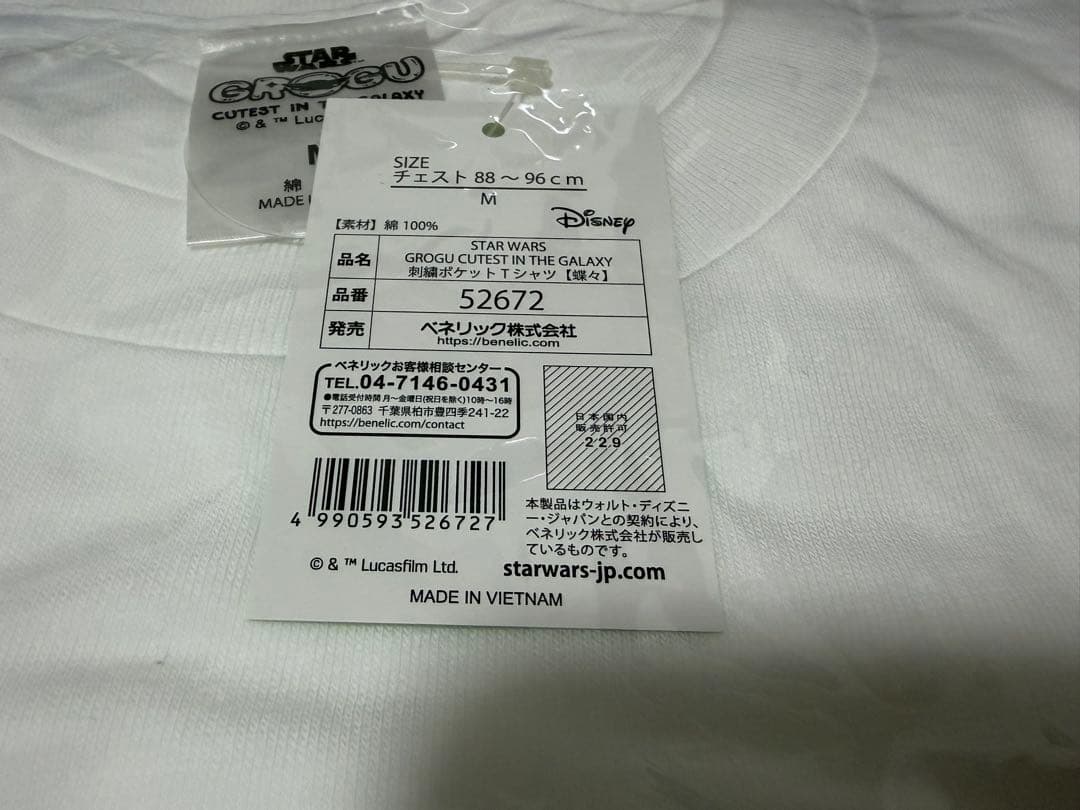 STAR
WARS
GROGU
CUTEST IN THE GALAXY
© & ™ Luc
M
綿
MADE
SIZE
チェスト 88 ～ 96ｃｍ
M
Disney
【素材】綿 100%
品名
STAR WARS
GROGU CUTEST IN THE GALAXY
刺繍ポケットＴシャツ【蝶々】
品番
52672
発売
ベネリック株式会社
https://benelic.com
ベネリックお客様相談センター
TEL.04-7146-0431
●電話受付時間 月～金曜日(祝日を除く)10時～16時
〒277-0863 千葉県柏市豊四季241-22
https://benelic.com/contact
日本国内
販売許可
229
4 990593 526727
本製品はウォルト・ディズニ
ー・ジャパンとの契約により、
ベネリック株式会社が販売し
ているものです。
© & ™ Lucasfilm Ltd.
starwars-jp.com
MADE IN VIETNAM